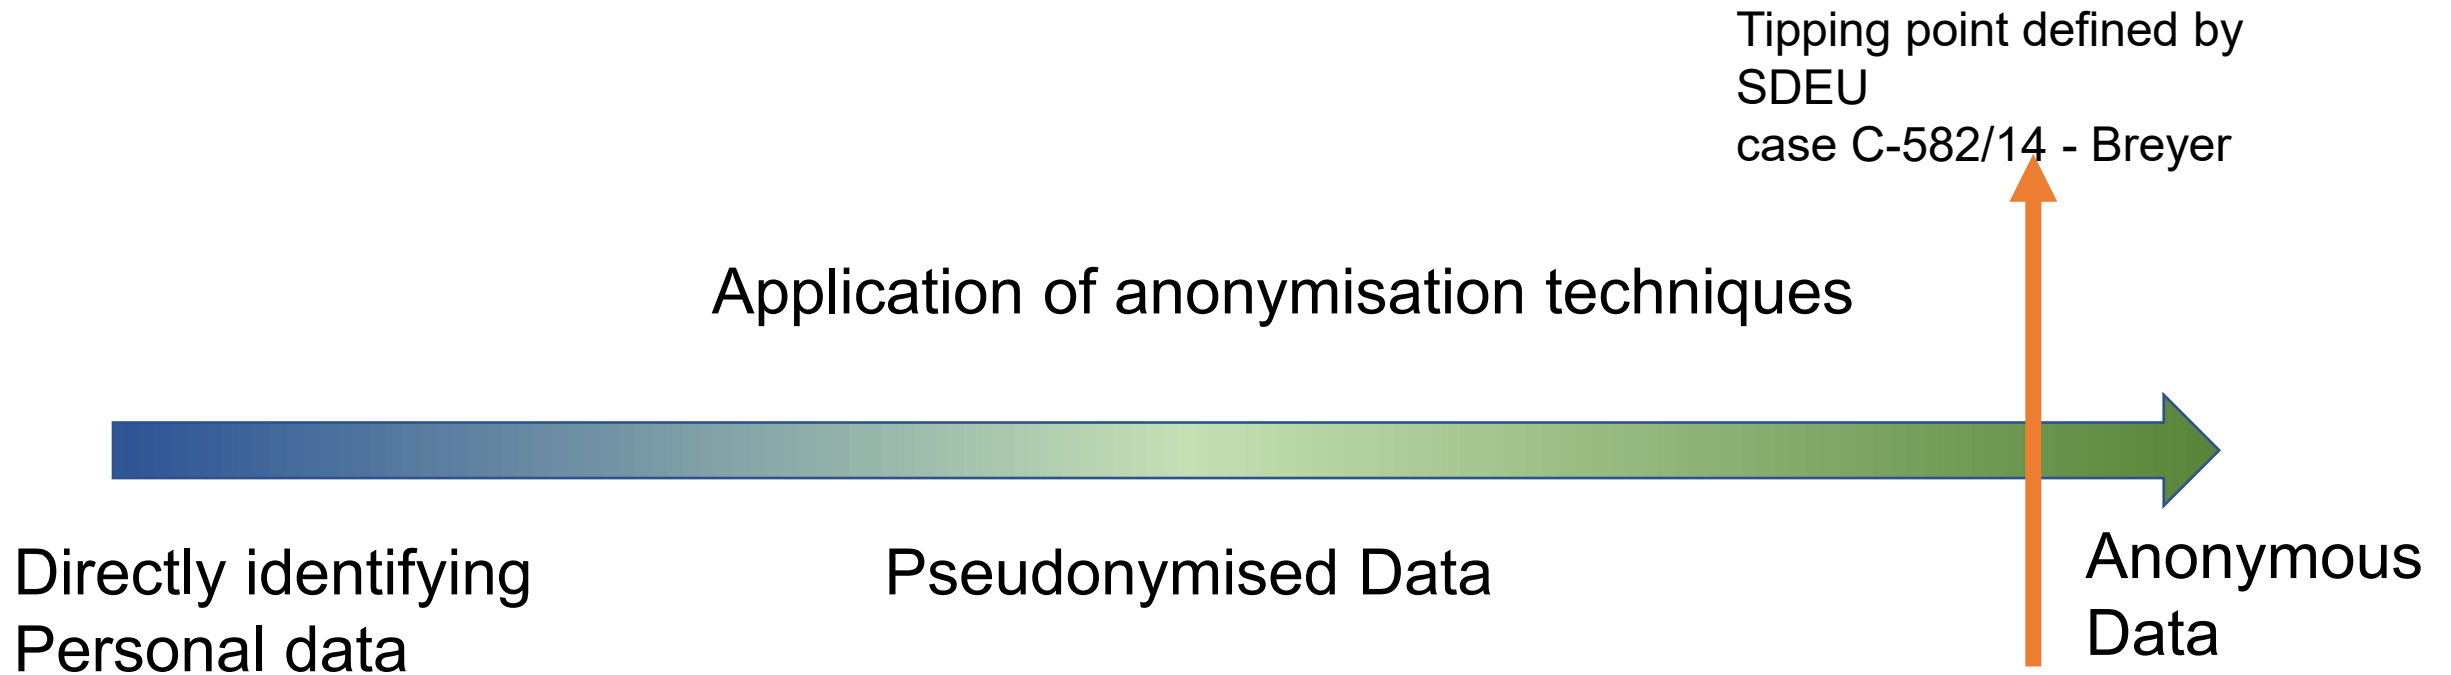 Tipping point defined by
SDEU
case C-582/14 - Breyer
Application of anonymisation techniques
Directly identifying
Personal data
Pseudonymised Data
Anonymous
Data